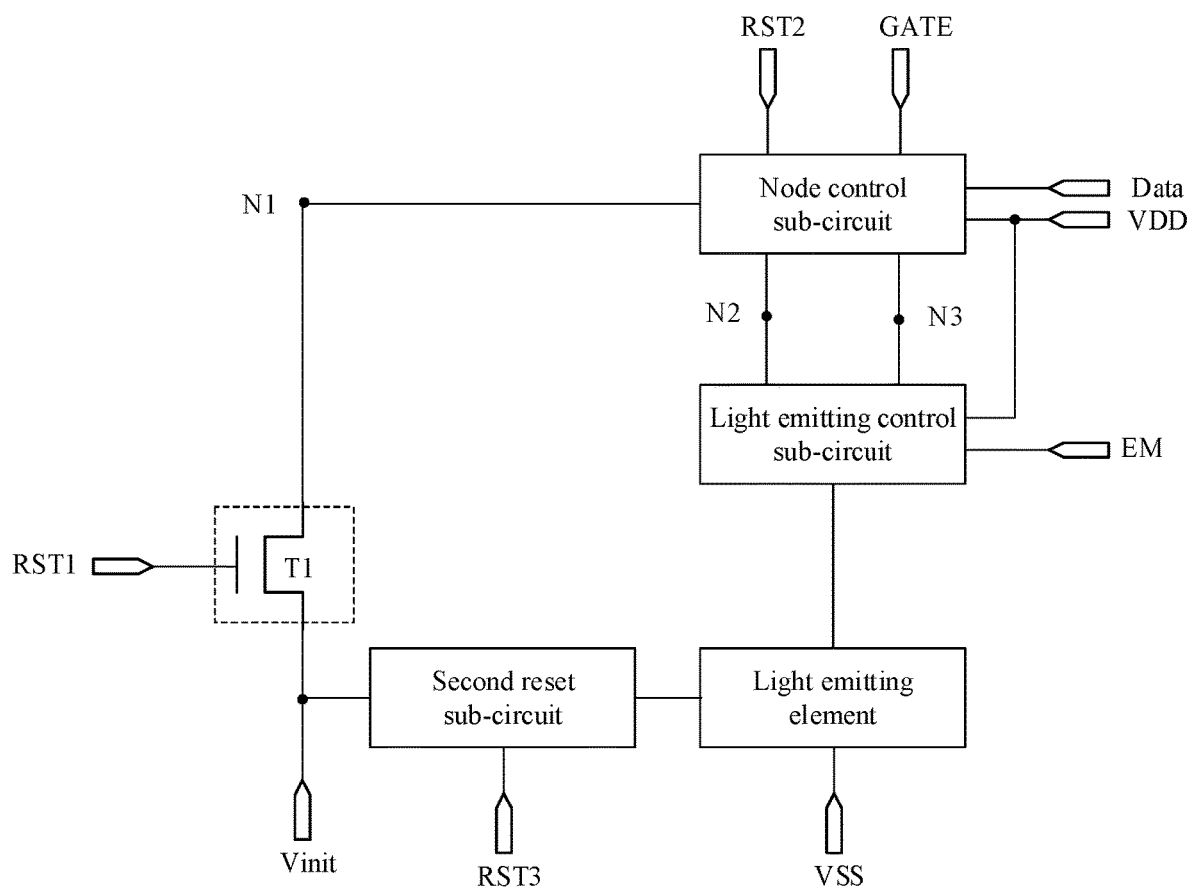 RST2
GATE
Node control
sub-circuit
Data
VDD
N1
N2
N3
Light emitting control
sub-circuit
EM
RST1
T1
Second reset
sub-circuit
Light emitting
element
Vinit
RST3
VSS